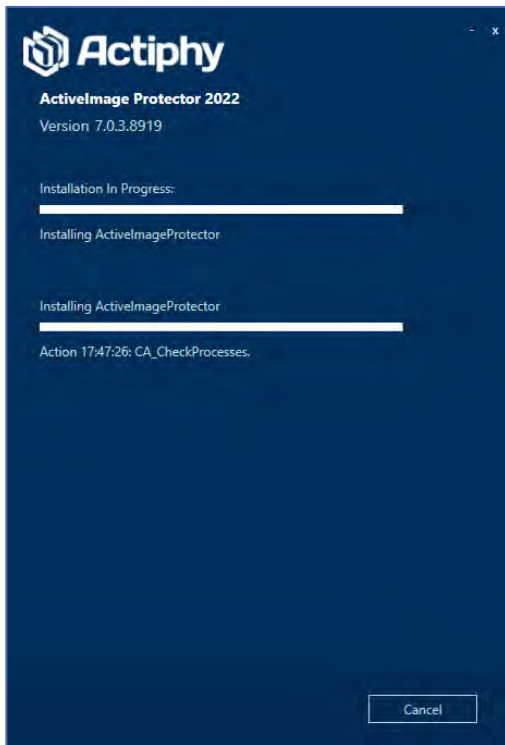 - x
Actiphy
ActiveImage Protector 2022
Version 7.0.3.8919
Installation In Progress:
Installing ActiveImageProtector
Installing ActiveImageProtector
Action 17:47:26: CA_CheckProcesses.
Cancel